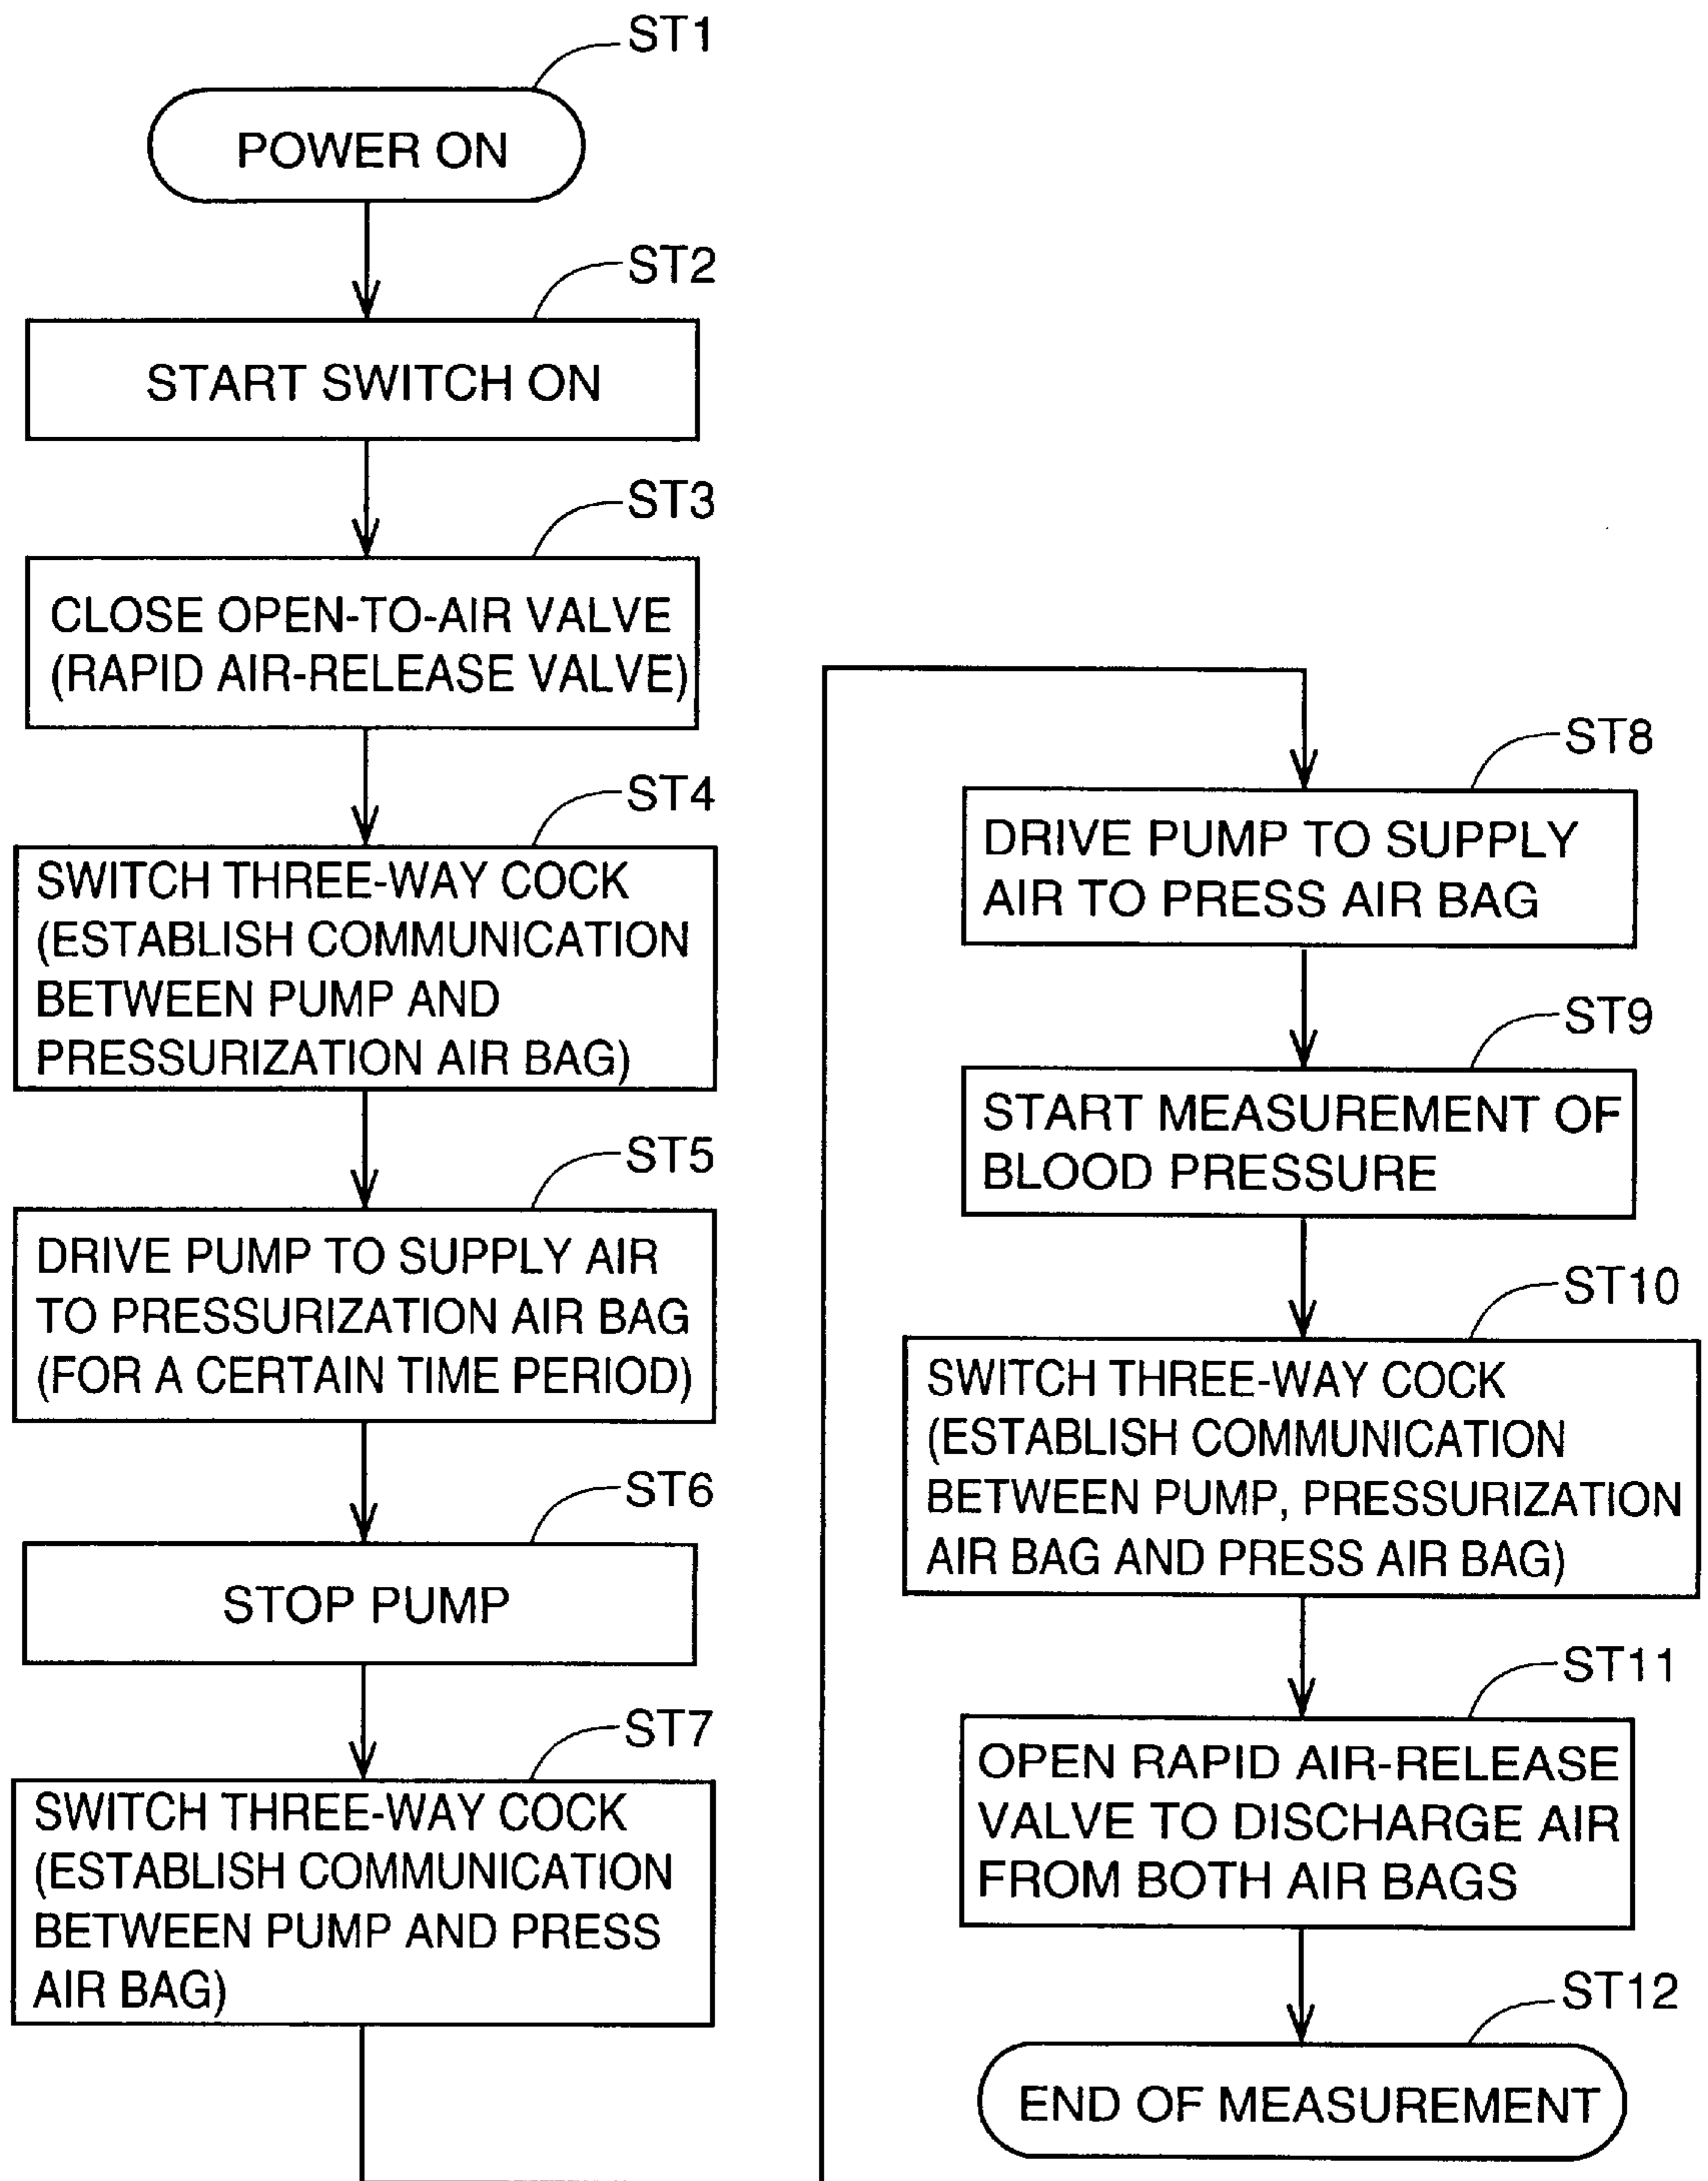 ST1
POWER ON
ST2
START SWITCH ON
ST3
CLOSE OPEN-TO-AIR VALVE
(RAPID AIR-RELEASE VALVE)
ST4
SWITCH THREE-WAY COCK
(ESTABLISH COMMUNICATION
BETWEEN PUMP AND
PRESSURIZATION AIR BAG)
ST5
DRIVE PUMP TO SUPPLY AIR
TO PRESSURIZATION AIR BAG
(FOR A CERTAIN TIME PERIOD)
ST6
STOP PUMP
ST7
SWITCH THREE-WAY COCK
(ESTABLISH COMMUNICATION
BETWEEN PUMP AND PRESS
AIR BAG)
ST8
DRIVE PUMP TO SUPPLY
AIR TO PRESS AIR BAG
ST9
START MEASUREMENT OF
BLOOD PRESSURE
ST10
SWITCH THREE-WAY COCK
(ESTABLISH COMMUNICATION
BETWEEN PUMP, PRESSURIZATION
AIR BAG AND PRESS AIR BAG)
ST11
OPEN RAPID AIR-RELEASE
VALVE TO DISCHARGE AIR
FROM BOTH AIR BAGS
ST12
END OF MEASUREMENT